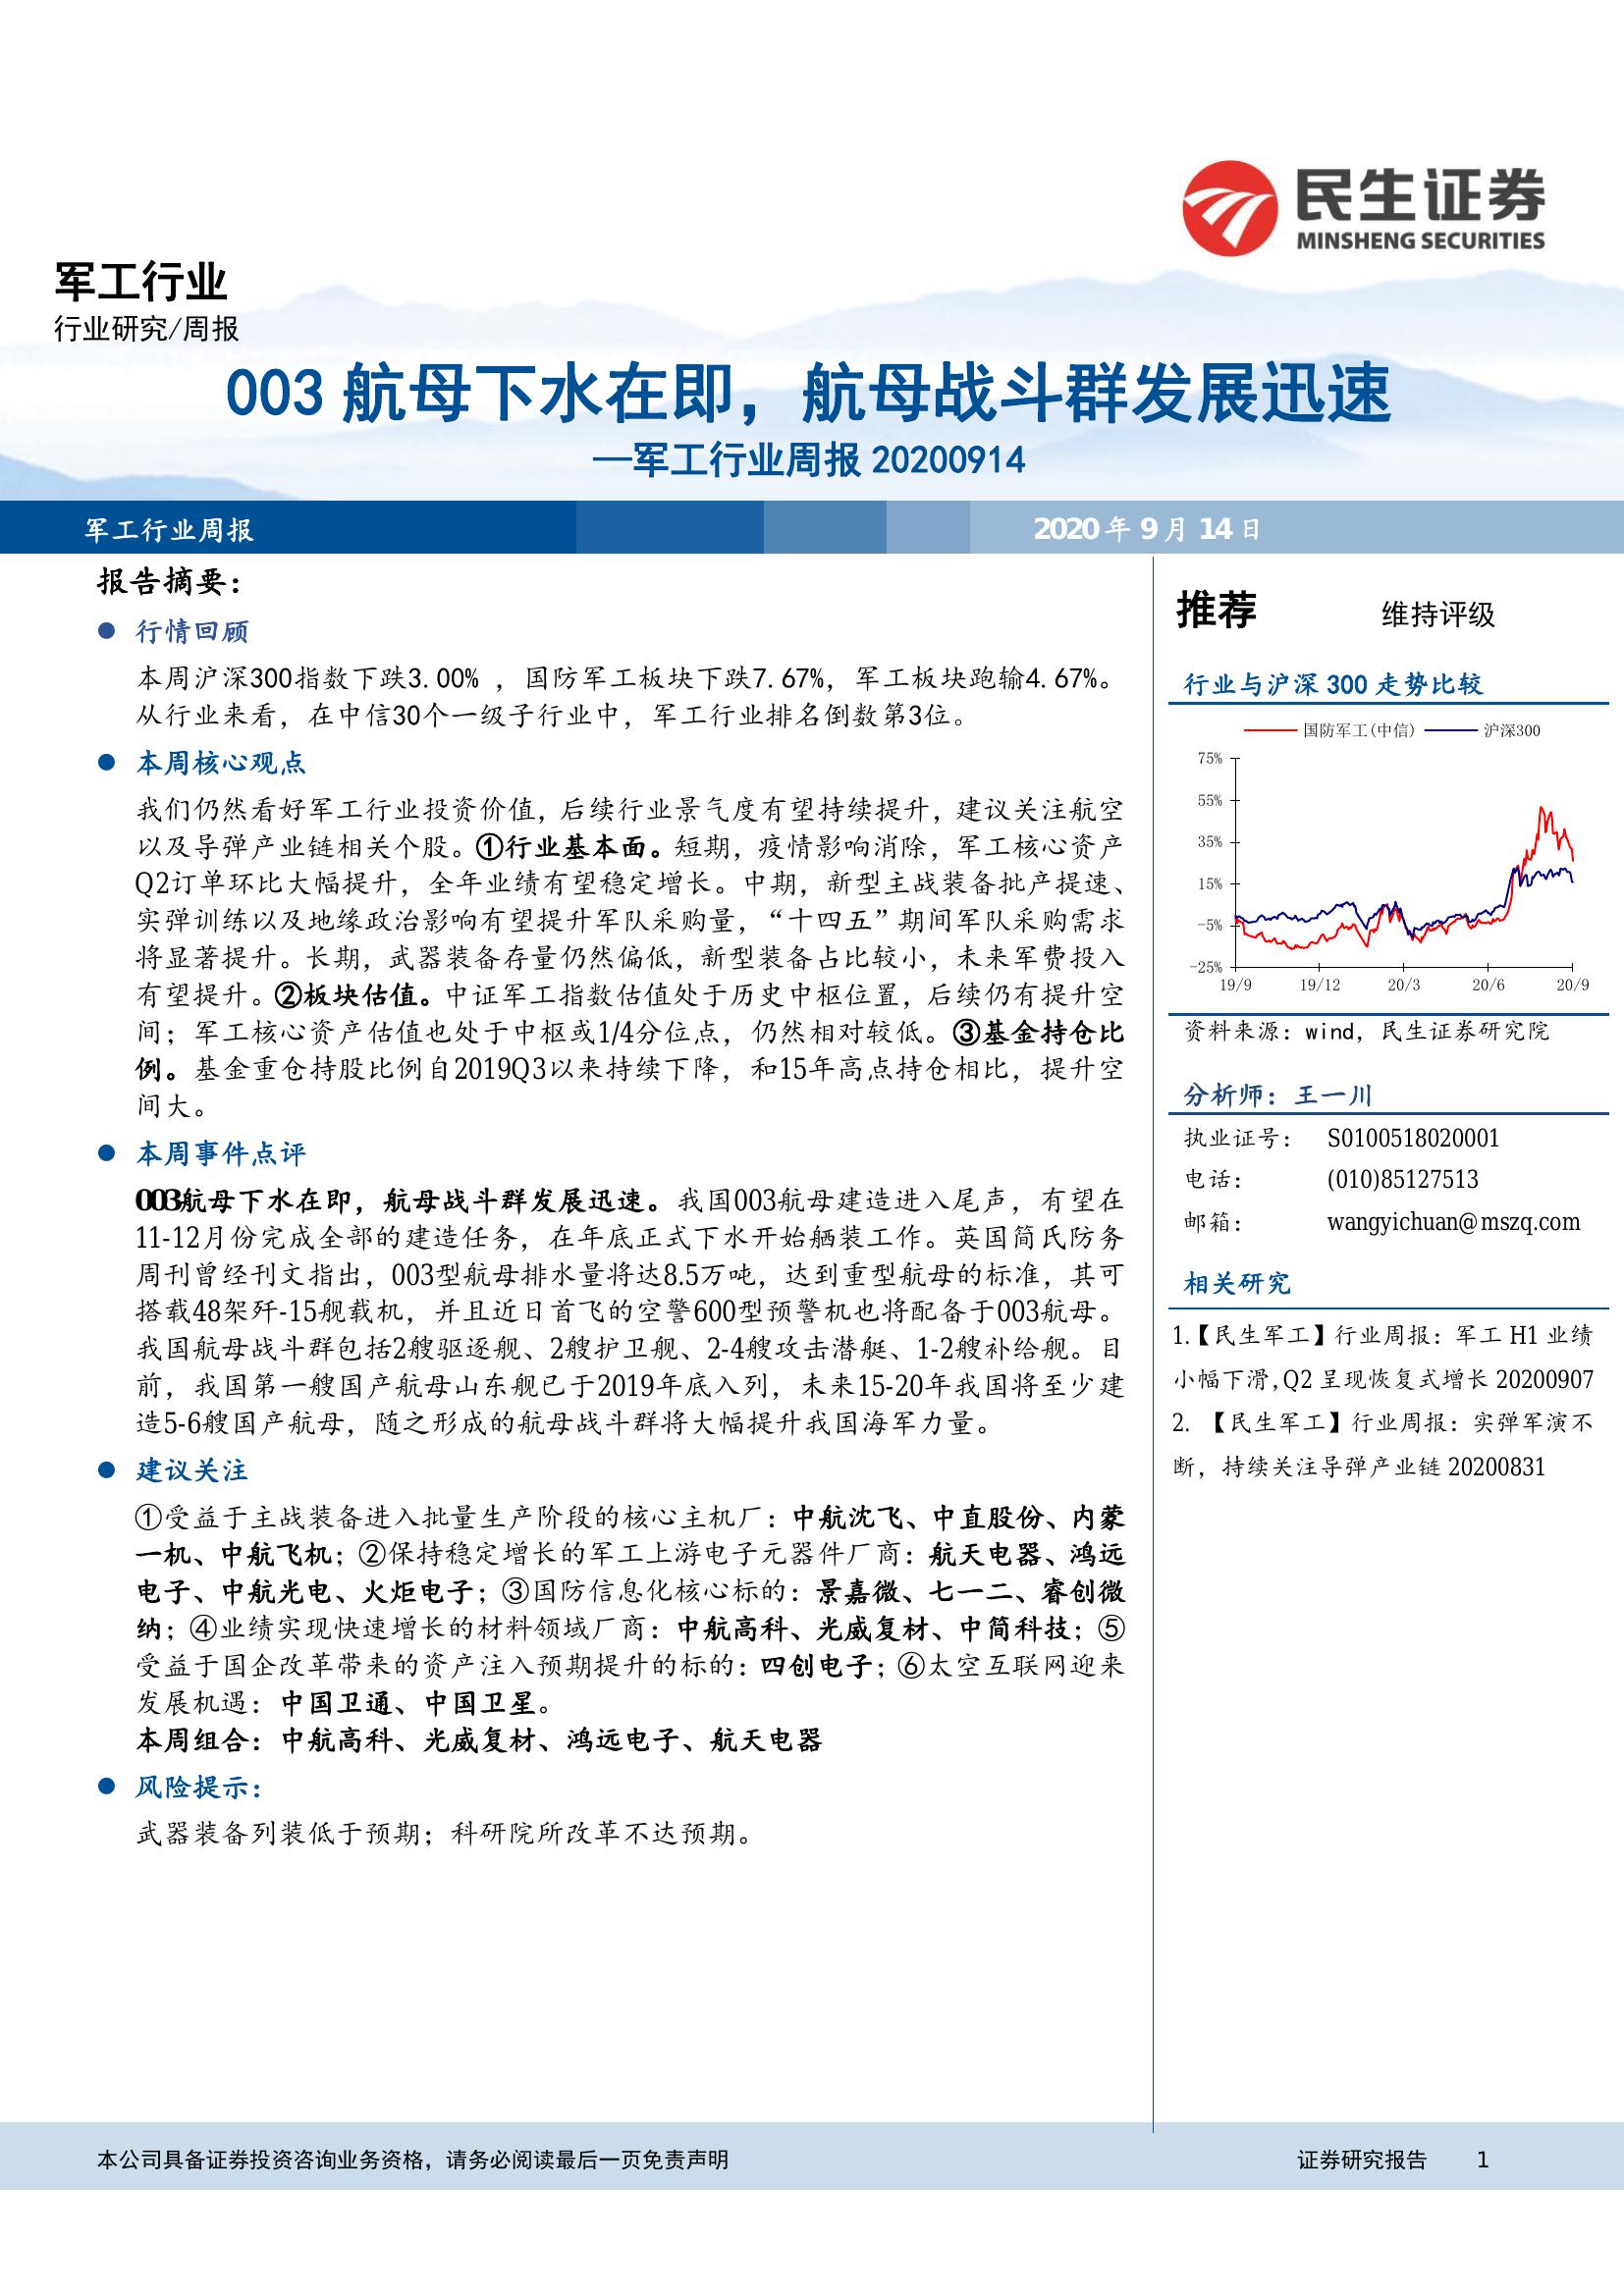 民生证券
MINSHENG SECURITIES
军工行业
行业研究/周报
003 航母下水在即，航母战斗群发展迅速
—军工行业周报 20200914
军工行业周报
2020 年 9 月 14 日
报告摘要：
● 行情回顾
本周沪深300指数下跌3.00% ，国防军工板块下跌7.67%，军工板块跑输4.67%。
从行业来看，在中信30个一级子行业中，军工行业排名倒数第3位。
● 本周核心观点
我们仍然看好军工行业投资价值，后续行业景气度有望持续提升，建议关注航空
以及导弹产业链相关个股。①行业基本面。短期，疫情影响消除，军工核心资产
Q2订单环比大幅提升，全年业绩有望稳定增长。中期，新型主战装备批产提速、
实弹训练以及地缘政治影响有望提升军队采购量，“十四五”期间军队采购需求
将显著提升。长期，武器装备存量仍然偏低，新型装备占比较小，未来军费投入
有望提升。②板块估值。中证军工指数估值处于历史中枢位置，后续仍有提升空
间；军工核心资产估值也处于中枢或1/4分位点，仍然相对较低。③基金持仓比
例。基金重仓持股比例自2019Q3以来持续下降，和15年高点持仓相比，提升空
间大。
● 本周事件点评
003航母下水在即，航母战斗群发展迅速。我国003航母建造进入尾声，有望在
11-12月份完成全部的建造任务，在年底正式下水开始舾装工作。英国简氏防务
周刊曾经刊文指出，003型航母排水量将达8.5万吨，达到重型航母的标准，其可
搭载48架歼-15舰载机，并且近日首飞的空警600型预警机也将配备于003航母。
我国航母战斗群包括2艘驱逐舰、2艘护卫舰、2-4艘攻击潜艇、1-2艘补给舰。目
前，我国第一艘国产航母山东舰已于2019年底入列，未来15-20年我国将至少建
造5-6艘国产航母，随之形成的航母战斗群将大幅提升我国海军力量。
● 建议关注
①受益于主战装备进入批量生产阶段的核心主机厂：中航沈飞、中直股份、内蒙
一机、中航飞机；②保持稳定增长的军工上游电子元器件厂商：航天电器、鸿远
电子、中航光电、火炬电子；③国防信息化核心标的：景嘉微、七一二、睿创微
纳；④业绩实现快速增长的材料领域厂商：中航高科、光威复材、中简科技；⑤
受益于国企改革带来的资产注入预期提升的标的：四创电子；⑥太空互联网迎来
发展机遇：中国卫通、中国卫星。
本周组合：中航高科、光威复材、鸿远电子、航天电器
● 风险提示：
武器装备列装低于预期；科研院所改革不达预期。
推荐 维持评级
行业与沪深 300 走势比较
国防军工(中信) 沪深300
75%
55%
35%
15%
-5%
-25%
19/9 19/12 20/3 20/6 20/9
资料来源：wind，民生证券研究院
分析师：王一川
执业证号： S0100518020001
电话： (010)85127513
邮箱： wangyichuan@mszq.com
相关研究
1.【民生军工】行业周报：军工 H1 业绩
小幅下滑,Q2 呈现恢复式增长 20200907
2. 【民生军工】行业周报：实弹军演不
断，持续关注导弹产业链 20200831
本公司具备证券投资咨询业务资格，请务必阅读最后一页免责声明
证券研究报告 1